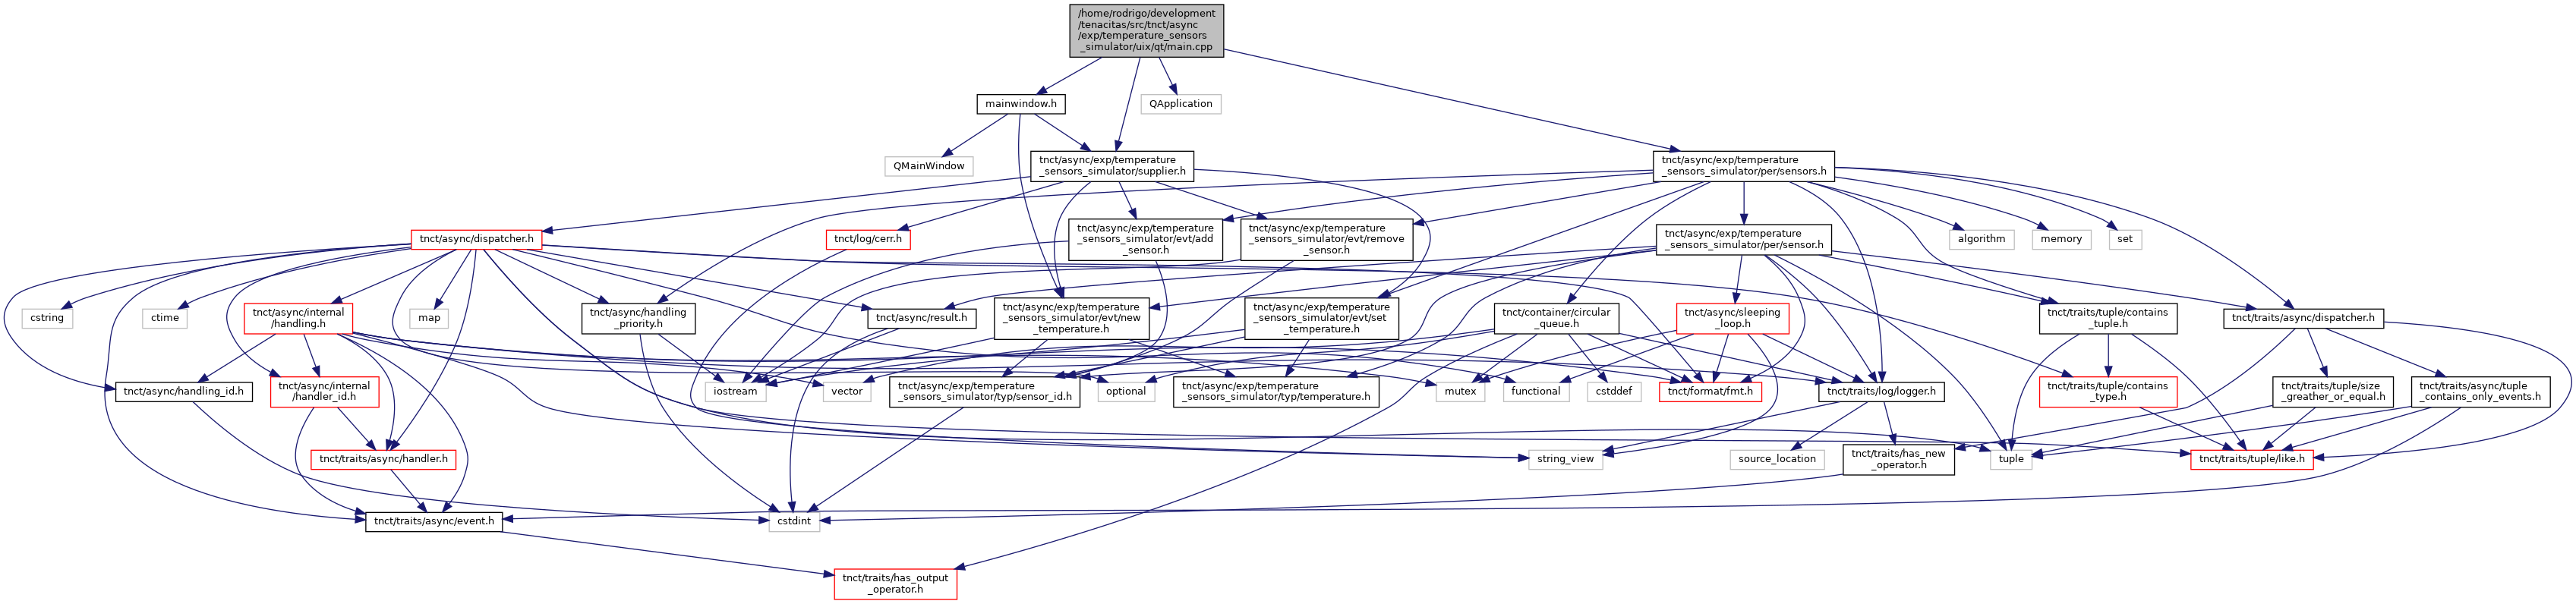 /home/rodrigo/development
/tenacitas/src/tnct/async
/exp/temperature_sensors
_simulator/uix/qt/main.cpp
mainwindow.h
QApplication
QMainWindow
tnct/async/exp/temperature
_sensors_simulator/supplier.h
tnct/async/exp/temperature
_sensors_simulator/per/sensors.h
tnct/async/dispatcher.h
tnct/log/cerr.h
tnct/async/exp/temperature
_sensors_simulator/evt/add
_sensor.h
tnct/async/exp/temperature
_sensors_simulator/evt/remove
_sensor.h
tnct/async/exp/temperature
_sensors_simulator/per/sensor.h
algorithm
memory
set
cstring
ctime
tnct/async/internal
/handling.h
map
tnct/async/handling
_priority.h
tnct/async/result.h
tnct/async/exp/temperature
_sensors_simulator/evt/new
_temperature.h
tnct/async/exp/temperature
_sensors_simulator/evt/set
_temperature.h
tnct/container/circular
_queue.h
tnct/async/sleeping
_loop.h
tnct/traits/tuple/contains
_tuple.h
tnct/traits/async/dispatcher.h
tnct/async/handling_id.h
tnct/async/internal
/handler_id.h
iostream
vector
tnct/async/exp/temperature
_sensors_simulator/typ/sensor_id.h
optional
tnct/async/exp/temperature
_sensors_simulator/typ/temperature.h
mutex
functional
cstddef
tnct/format/fmt.h
tnct/traits/log/logger.h
tnct/traits/tuple/contains
_type.h
tnct/traits/tuple/size
_greather_or_equal.h
tnct/traits/async/tuple
_contains_only_events.h
tnct/traits/async/handler.h
string_view
source_location
tnct/traits/has_new
_operator.h
tuple
tnct/traits/tuple/like.h
tnct/traits/async/event.h
cstdint
tnct/traits/has_output
_operator.h